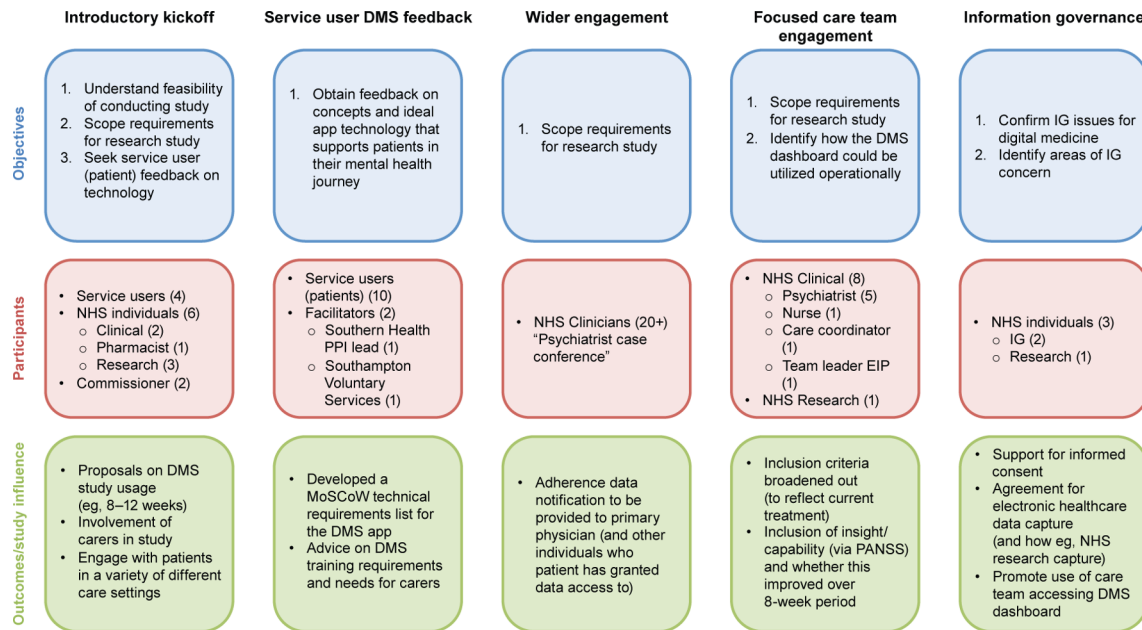 Introductory kickoff
Service user DMS feedback
Wider engagement
Focused care team
engagement
Information governance
Objectives
1. Understand feasibility
of conducting study
2. Scope requirements
for research study
3. Seek service user
(patient) feedback on
technology
1. Obtain feedback on
concepts and ideal
app technology that
supports patients in
their mental health
journey
1. Scope requirements
for research study
1. Scope requirements
for research study
2. Identify how the DMS
dashboard could be
utilized operationally
1. Confirm IG issues for
digital medicine
2. Identify areas of IG
concern
Participants
• Service users (4)
• NHS individuals (6)
o Clinical (2)
o Pharmacist (1)
o Research (3)
• Commissioner (2)
• Service users
(patients) (10)
• Facilitators (2)
o Southern Health
PPI lead (1)
o Southampton
Voluntary
Services (1)
• NHS Clinicians (20+)
“Psychiatrist case
conference”
• NHS Clinical (8)
o Psychiatrist (5)
o Nurse (1)
o Care coordinator
(1)
o Team leader EIP
(1)
• NHS Research (1)
• NHS individuals (3)
o IG (2)
o Research (1)
Outcomes/study influence
• Proposals on DMS
study usage
(eg, 8–12 weeks)
• Involvement of
carers in study
• Engage with patients
in a variety of different
care settings
• Developed a
MoSCoW technical
requirements list for
the DMS app
• Advice on DMS
training requirements
and needs for carers
• Adherence data
notification to be
provided to primary
physician (and other
individuals who
patient has granted
data access to)
• Inclusion criteria
broadened out
(to reflect current
treatment)
• Inclusion of insight/
capability (via PANSS)
and whether this
improved over
8-week period
• Support for informed
consent
• Agreement for
electronic healthcare
data capture
(and how eg, NHS
research capture)
• Promote use of care
team accessing DMS
dashboard